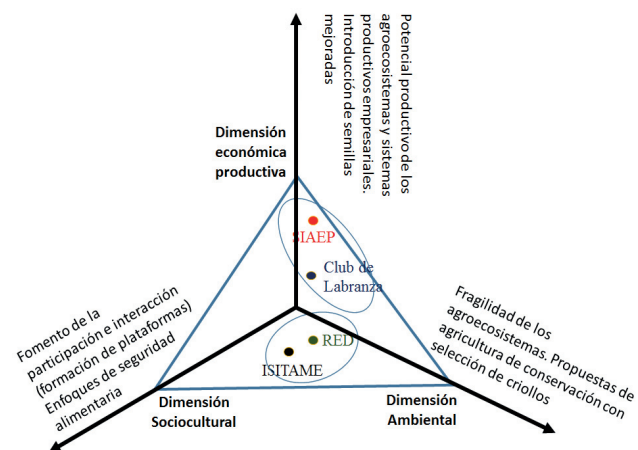 Potencial productivo de los
agroecosistemas y sistemas
productivos empresariales.
Introducción de semillas
mejoradas
Dimensión
económica
productiva
SIAEP
Club de
Labranza
RED
ISITAME
Fomento de la
participación e interacción
(formación de plataformas)
Enfoques de seguridad
alimentaria
Fragilidad de los
agroecosistemas. Propuestas de
agricultura de conservación con
selección de criollos
Dimensión
Sociocultural
Dimensión
Ambiental